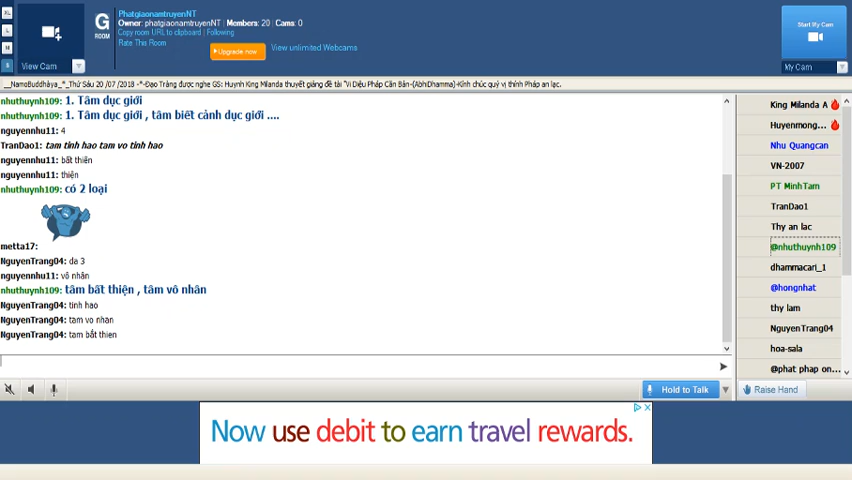 XL
L
M
S
View Cam
G
ROOM
PhatgiaonamtruyenNT
Owner: phatgiaonamtruyenNT | Members: 20 | Cams: 0
Copy room URL to clipboard | Following
Rate This Room
Upgrade now
View unlimited Webcams
Start My Cam
My Cam
__NamoBuddhàya_*_Thứ Sáu 20 /07 /2018 -*-Đạo Tràng được nghe GS: Huynh King Milanda thuyết giảng đề tài "Vi Diệu Pháp Căn Bản-(AbhiDhamma)-Kính chúc quý vị thính Pháp an lạc.
nhuthuynh109: 1. Tâm dục giới
nhuthuynh109: 1. Tâm dục giới , tâm biết cảnh dục giới ....
nguyennhu11: 4
TranDao1: tam tinh hao tam vo tinh hao
nguyennhu11: bất thiên
nguyennhu11: thiện
nhuthuynh109: có 2 loại
metta17:
NguyenTrang04: da 3
nguyennhu11: vô nhân
nhuthuynh109: tâm bất thiện , tâm vô nhân
NguyenTrang04: tinh hao
NguyenTrang04: tam vo nhan
NguyenTrang04: tam bất thien
King Milanda A
Huyenmong...
Nhu Quangcan
VN-2007
PT MinhTam
TranDao1
Thy an lac
@nhuthuynh109
dhammacari_1
@hongnhat
thy lam
NguyenTrang04
hoa-sala
@phat phap on...
Hold to Talk
Raise Hand
Now use debit to earn travel rewards.